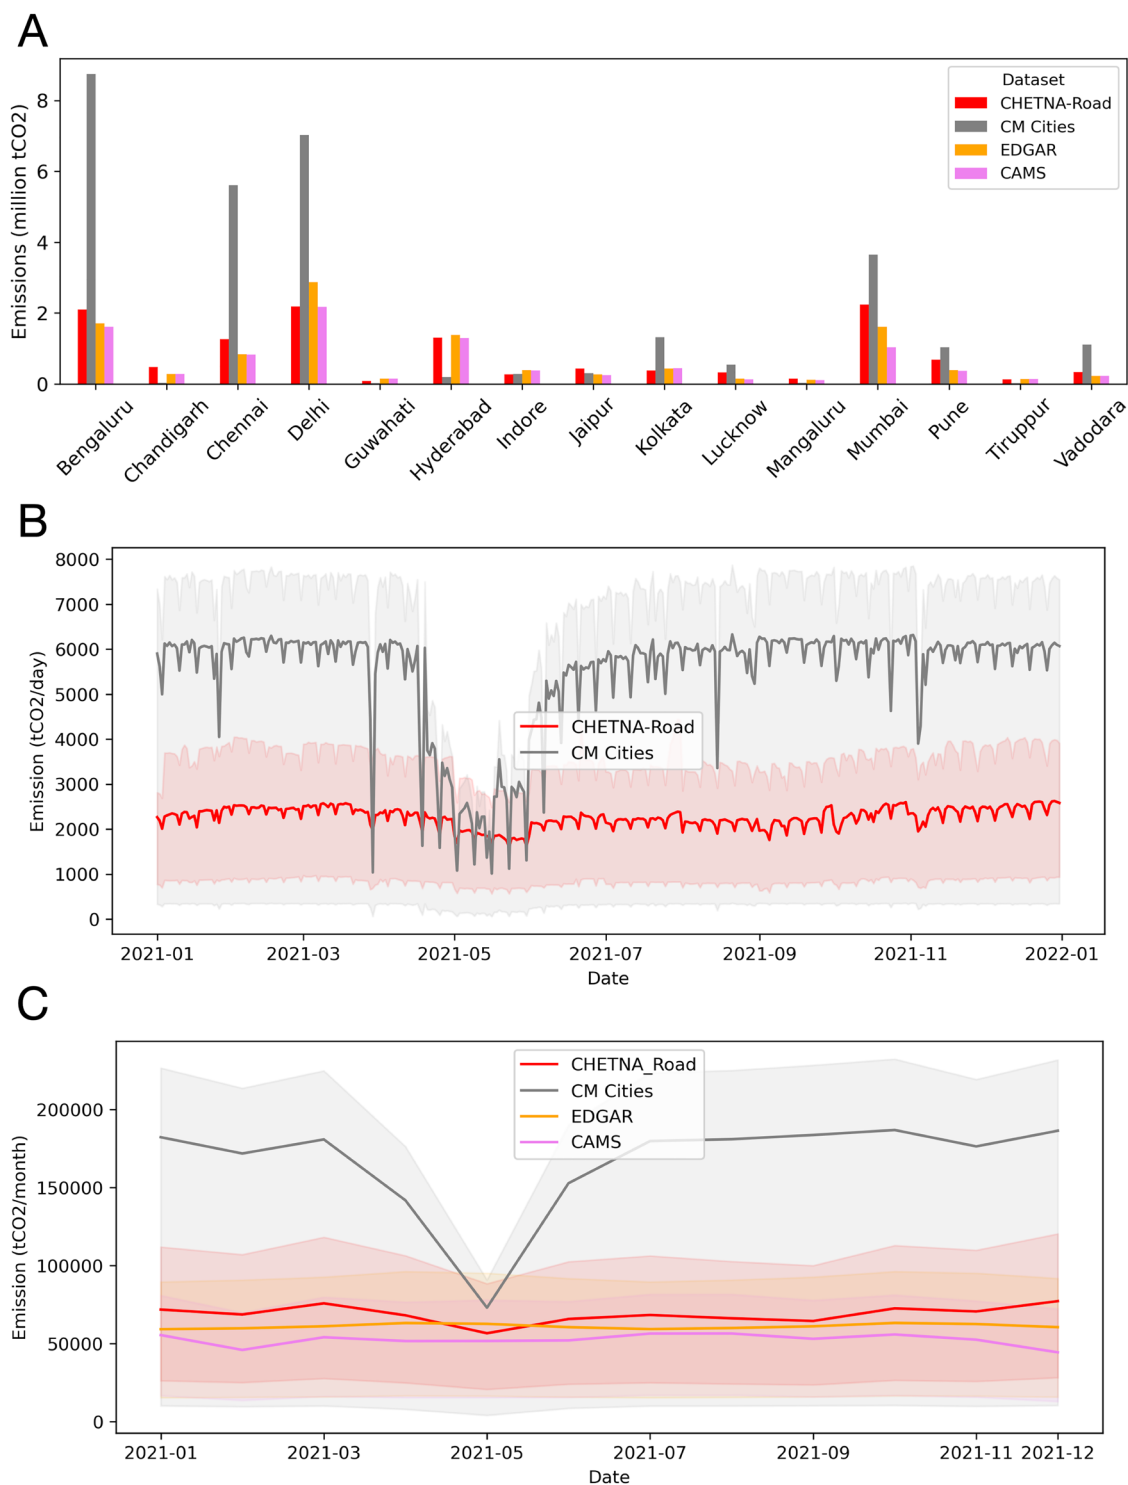 A
Emissions (million tCO2)
8
6
4
2
0
Dataset
CHETNA-Road
CM Cities
EDGAR
CAMS
Bengaluru
Chandigarh
Chennai
Delhi
Guwahati
Hyderabad
Indore
Jaipur
Kolkata
Lucknow
Mangaluru
Mumbai
Pune
Tiruppur
Vadodara
B
Emission (tCO2/day)
8000
7000
6000
5000
4000
3000
2000
1000
0
CHETNA-Road
CM Cities
2021-01 2021-03 2021-05 2021-07 2021-09 2021-11 2022-01
Date
C
Emission (tCO2/month)
200000
150000
100000
50000
0
CHETNA_Road
CM Cities
EDGAR
CAMS
2021-01 2021-03 2021-05 2021-07 2021-09 2021-11 2021-12
Date